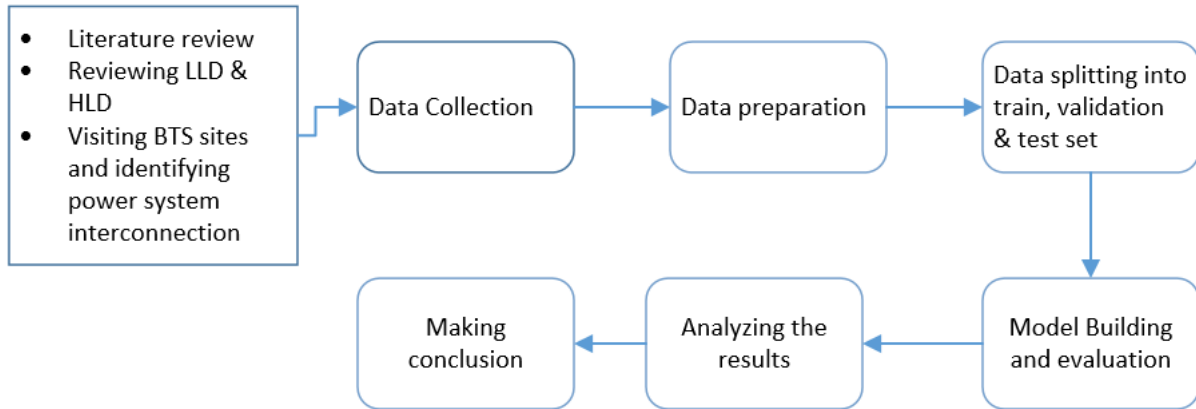 • Literature review
• Reviewing LLD &
HLD
• Visiting BTS sites
and identifying
power system
interconnection
Data Collection
Data preparation
Data splitting into
train, validation
& test set
Model Building
and evaluation
Analyzing the
results
Making
conclusion